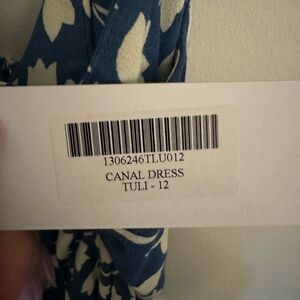 1306246TLU012
CANAL DRESS
TULI - 12